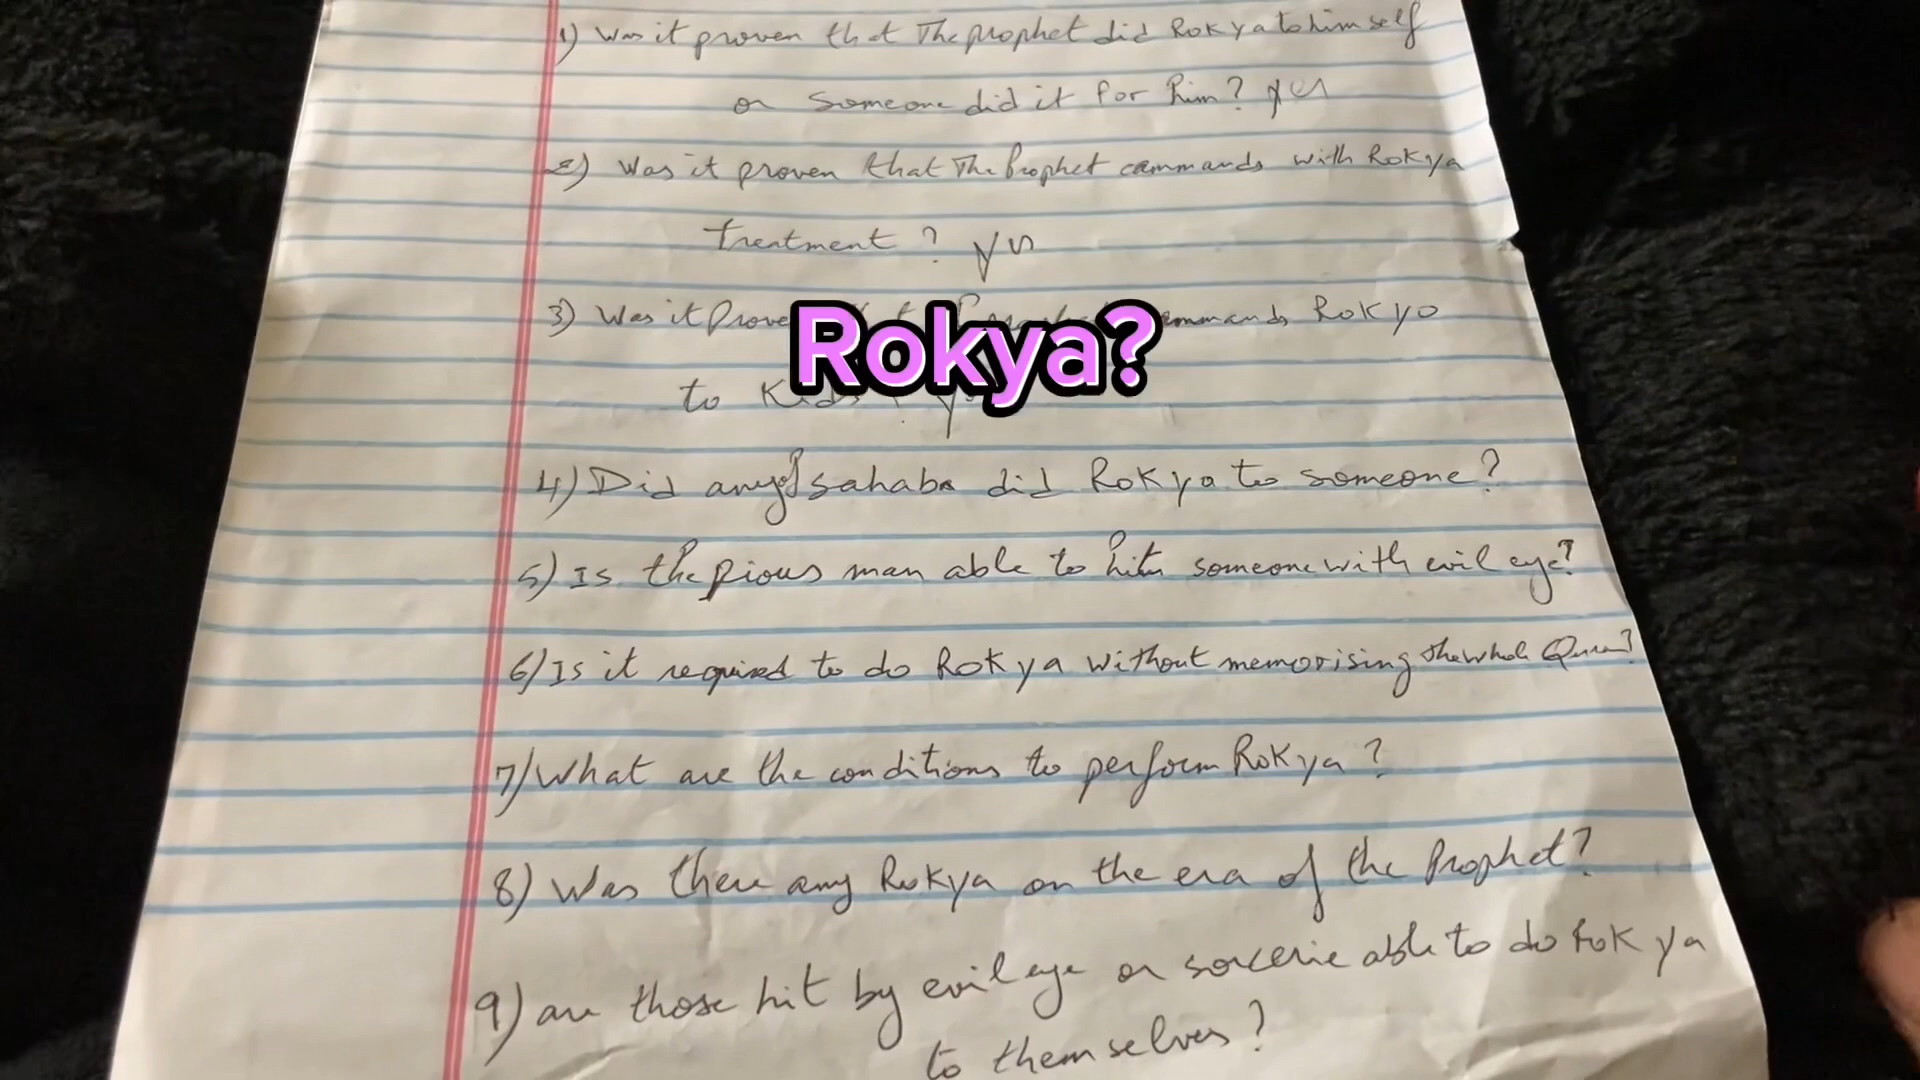 1) Was it proven that The prophet did Rokya to himself
or someone did it for him? yes
2) Was it proven that The Prophet commands with Rokya
Treatment? yes
3) Was it Prove Rokya
Rokya?
to Kids
4) Did any of sahaba did Rokya to someone?
5) Is the pious man able to hit someone with evil eye?
6) Is it required to do Rokya without memorising the whole Quran?
7) What are the conditions to perform Rokya?
8) Was there any Rokya on the era of the Prophet?
9) are those hit by evil eye or sorcerie able to do Rokya
to themselves?